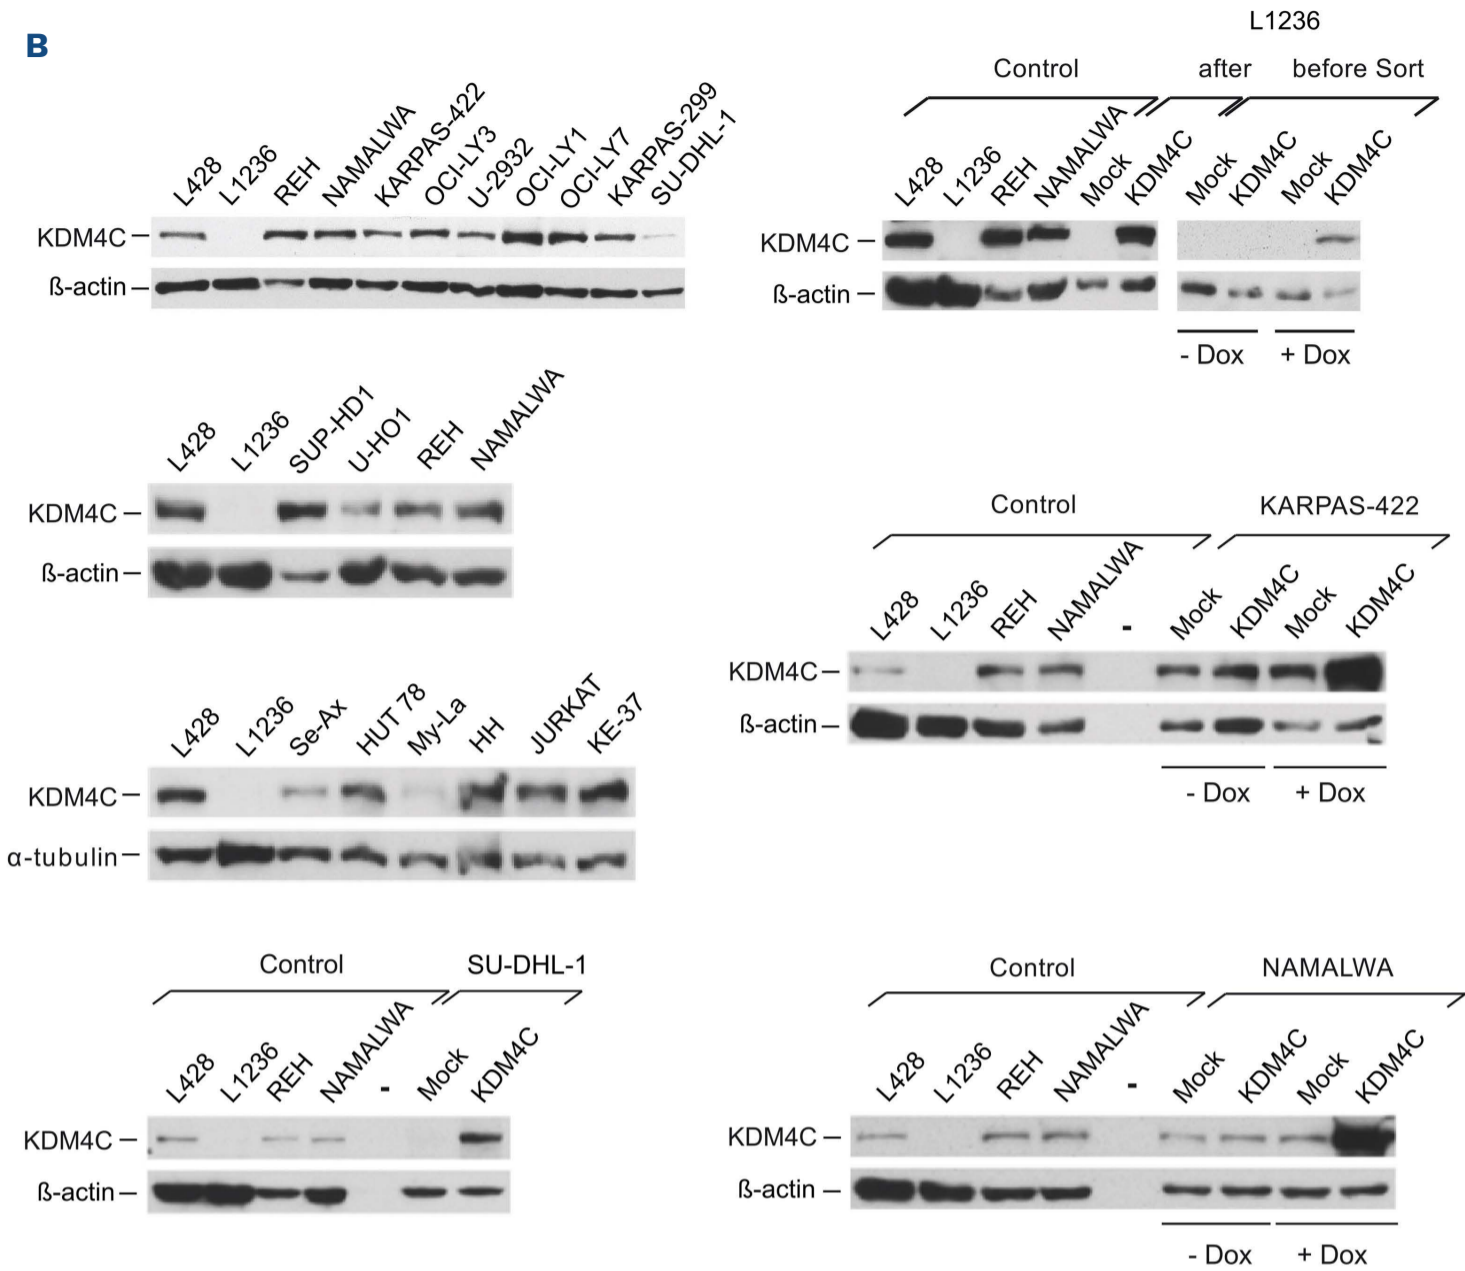 B
L428 L1236 REH NAMALWA KARPAS-422 OCI-LY3 U-2932 OCI-LY1 OCI-LY7 KARPAS-299 SU-DHL-1
KDM4C
ß-actin
L428 L1236 SUP-HD1 U-HO1 REH NAMALWA
KDM4C
ß-actin
L428 L1236 Se-Ax HUT 78 My-La HH JURKAT KE-37
KDM4C
α-tubulin
Control SU-DHL-1
L428 L1236 REH NAMALWA - Mock KDM4C
KDM4C
ß-actin
L1236
Control after before Sort
L428 L1236 REH NAMALWA Mock KDM4C Mock KDM4C Mock KDM4C
KDM4C
ß-actin
- Dox + Dox
Control KARPAS-422
L428 L1236 REH NAMALWA - Mock KDM4C Mock KDM4C
KDM4C
ß-actin
- Dox + Dox
Control NAMALWA
L428 L1236 REH NAMALWA - Mock KDM4C Mock KDM4C
KDM4C
ß-actin
- Dox + Dox